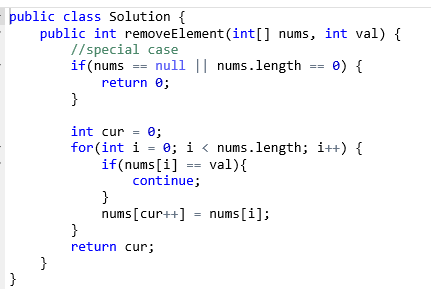 public class Solution {
    public int removeElement(int[] nums, int val) {
        //special case
        if(nums == null || nums.length == 0) {
            return 0;
        }

        int cur = 0;
        for(int i = 0; i < nums.length; i++) {
            if(nums[i] == val){
                continue;
            }
            nums[cur++] = nums[i];
        }
        return cur;
    }
}